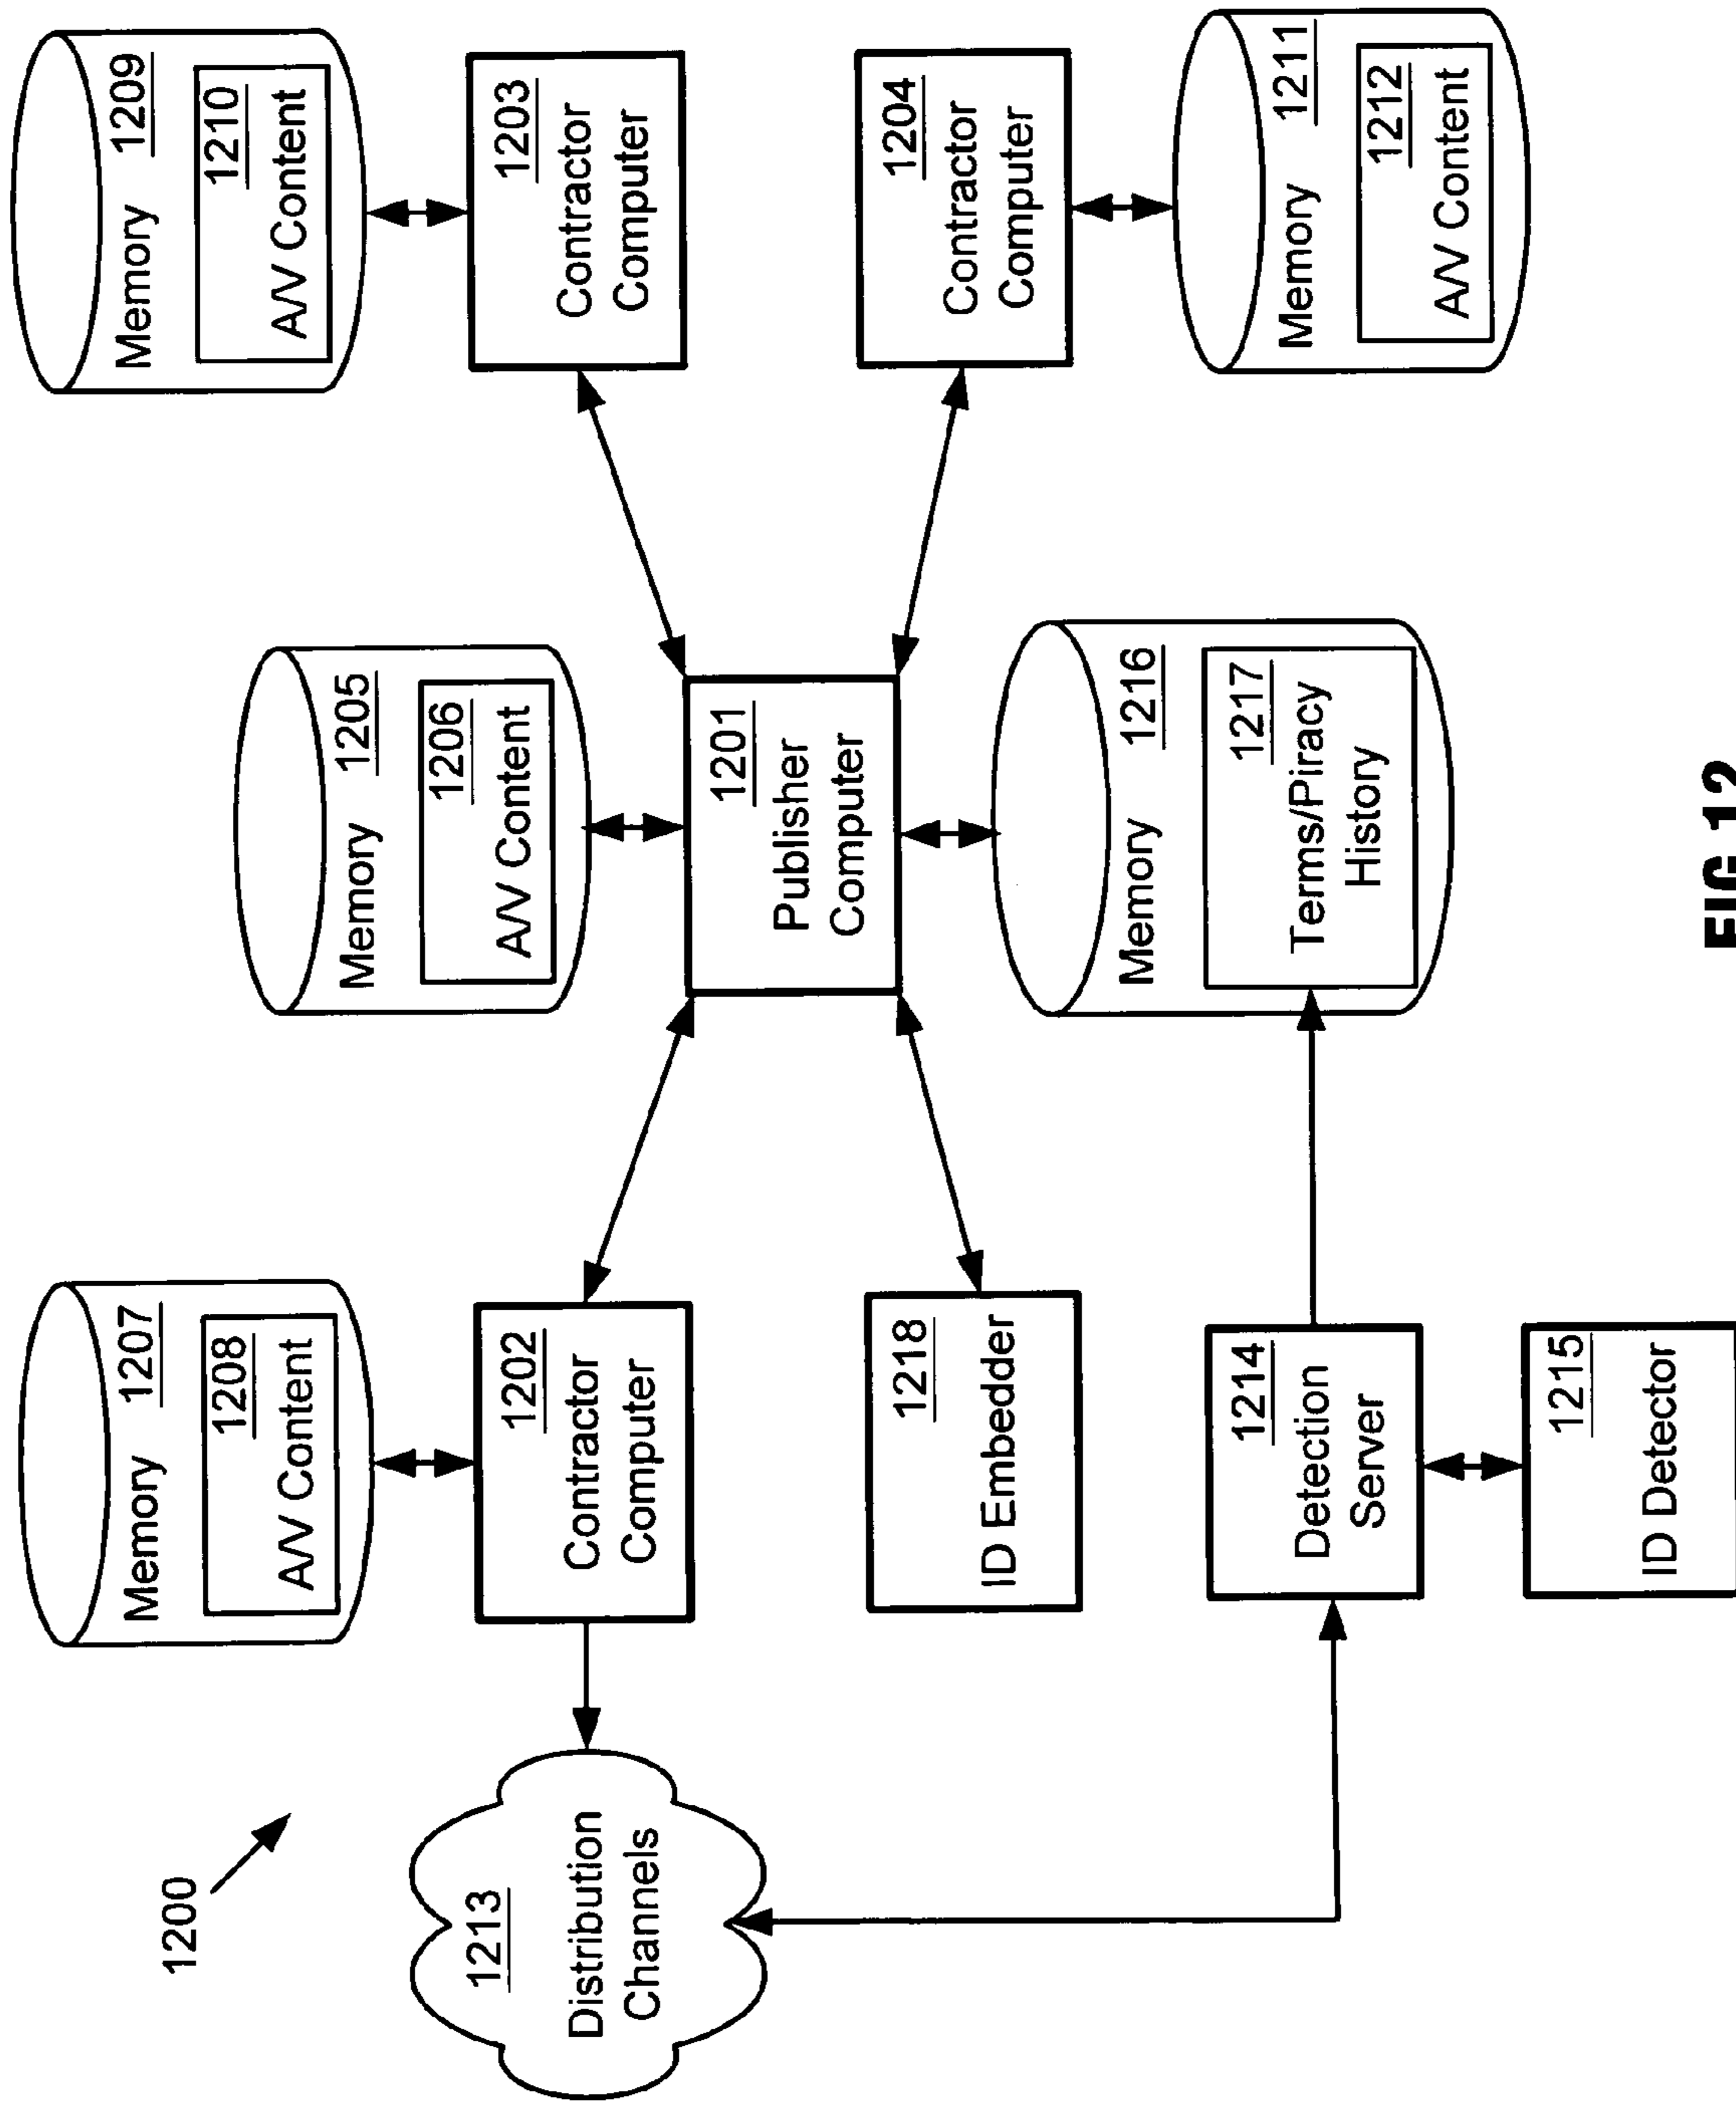 1200
Memory 1207
1208
A/V Content
Memory 1205
1206
A/V Content
Memory 1209
1210
A/V Content
1213
Distribution
Channels
1202
Contractor
Computer
1201
Publisher
Computer
1203
Contractor
Computer
1218
ID Embedder
1204
Contractor
Computer
1214
Detection
Server
Memory 1216
1217
Terms/Piracy
History
Memory 1211
1212
A/V Content
1215
ID Detector
FIG 12